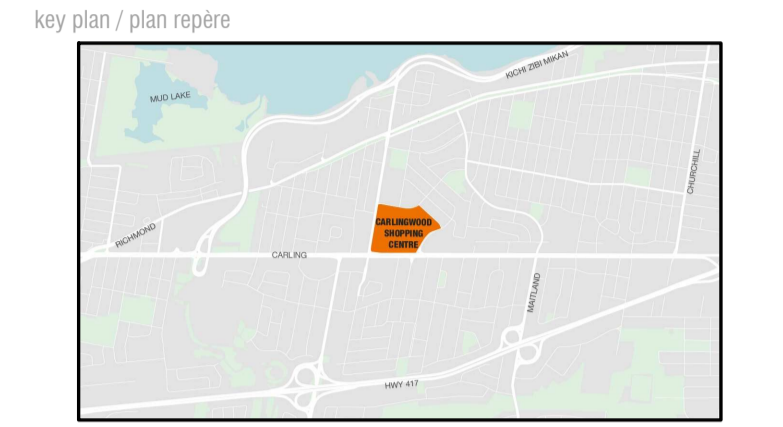 key plan / plan repère
KICHI ZIBI MIKAN
MUD LAKE
CHURCHILL
CARLINGWOOD
SHOPPING
CENTRE
RICHMOND
CARLING
MAITLAND
HWY 417